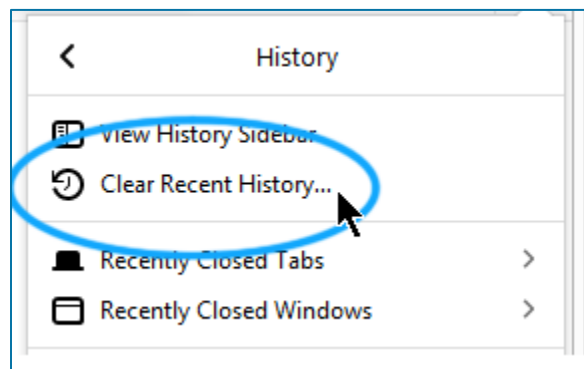 History
View History Sidebar
Clear Recent History...
Recently Closed Tabs
Recently Closed Windows